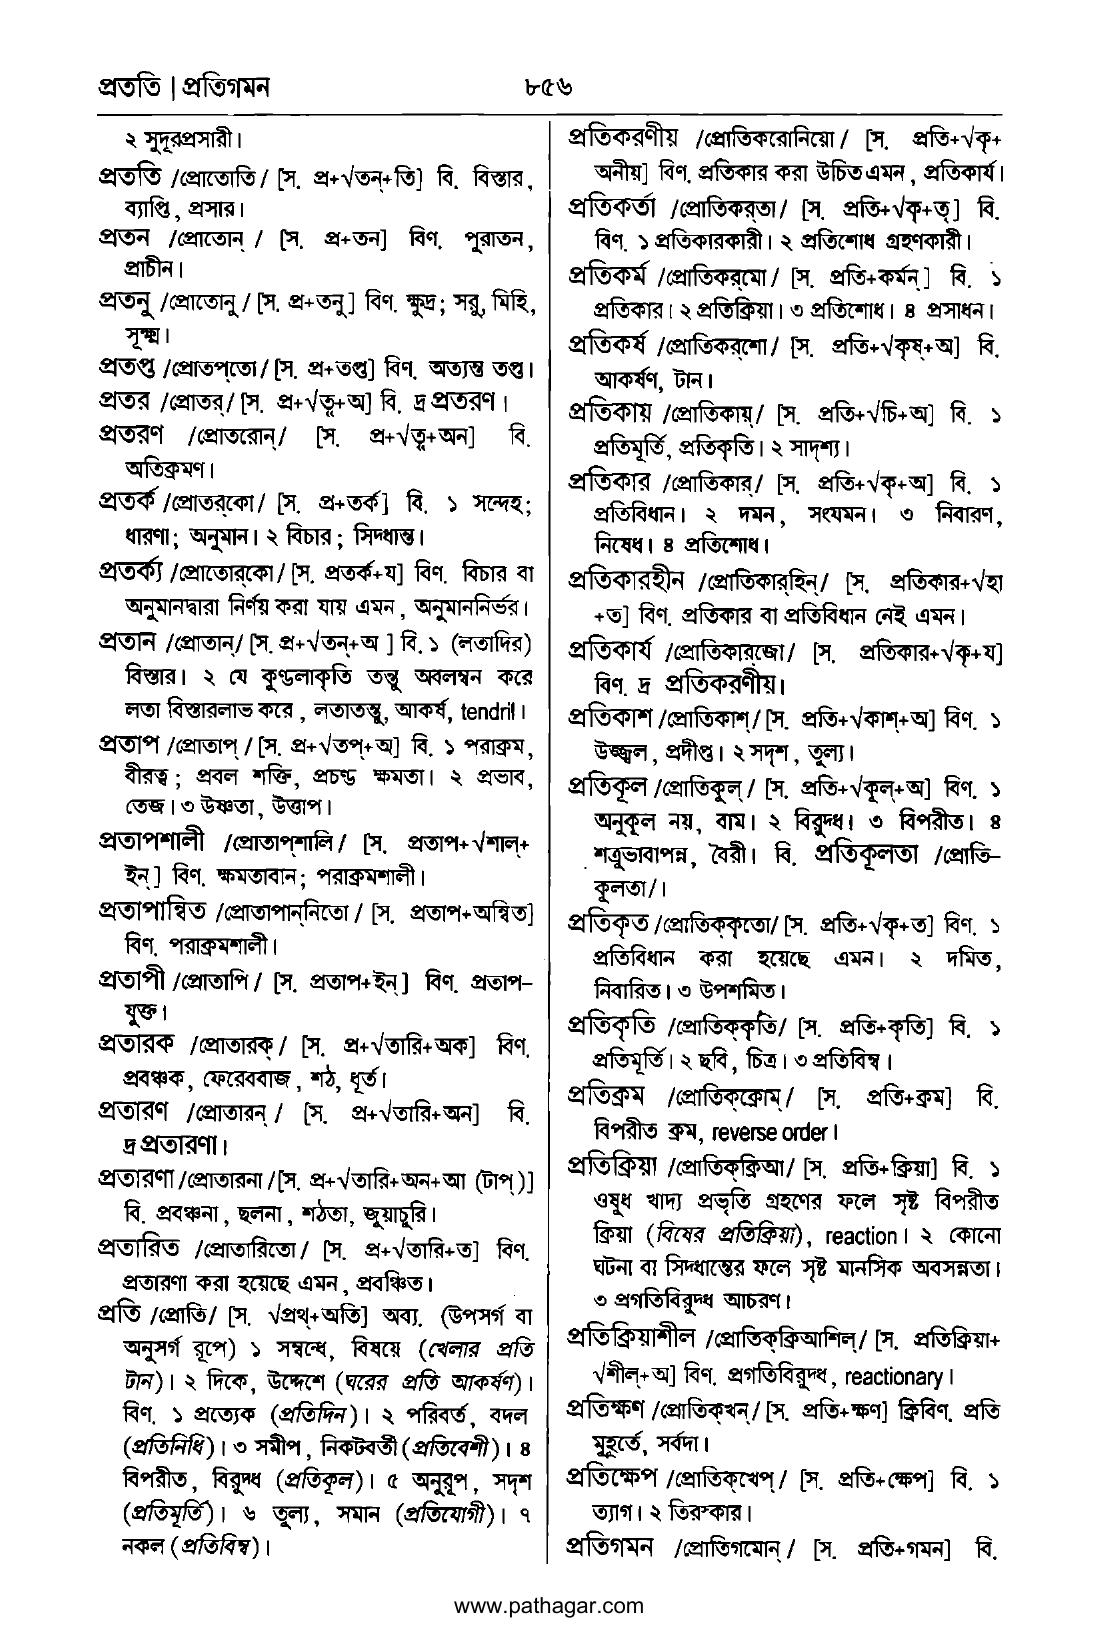 প্রততি | প্রতিগমন
৮৫৬
২ সুদূরপ্রসারী।
প্রততি /প্রোতোতি/ [স. প্র+√তন্+তি] বি. বিস্তার,
ব্যাপ্তি, প্রসার।
প্রতন /প্রোতোন্/ [স. প্র+তন] বিণ. পুরাতন,
প্রাচীন।
প্রতনু /প্রোতোনু/ [স. প্র+তনু] বিণ. ক্ষুদ্র; সরু, মিহি,
সূক্ষ্ম।
প্রতপ্ত /প্রোতপ্‌তো/ [স. প্র+তপ্ত] বিণ. অত্যন্ত তপ্ত।
প্রতর /প্রোতর্/ [স. প্র+√তৄ+অ] বি. দ্র প্রতরণ।
প্রতরণ /প্রোতরোন্/ [স. প্র+√তৄ+অন] বি.
অতিক্রমণ।
প্রতর্ক /প্রোতর্‌কো/ [স. প্র+তর্ক] বি. ১ সন্দেহ;
ধারণা; অনুমান। ২ বিচার; সিদ্ধান্ত।
প্রতর্ক্য /প্রোতোর্‌কো/ [স. প্রতর্ক+য] বিণ. বিচার বা
অনুমানদ্বারা নির্ণয় করা যায় এমন, অনুমাননির্ভর।
প্রতান /প্রোতান্/ [স. প্র+√তন্+অ ] বি. ১ (লতাদির)
বিস্তার। ২ যে কুণ্ডলাকৃতি তন্তু অবলম্বন করে
লতা বিস্তারলাভ করে, লতাতন্তু, আকর্ষ, tendril।
প্রতাপ /প্রোতাপ্/ [স. প্র+√তপ্+অ] বি. ১ পরাক্রম,
বীরত্ব; প্রবল শক্তি, প্রচণ্ড ক্ষমতা। ২ প্রভাব,
তেজ। ৩ উষ্ণতা, উত্তাপ।
প্রতাপশালী /প্রোতাপ্‌শালি/ [স. প্রতাপ+√শাল্+
ইন্] বিণ. ক্ষমতাবান; পরাক্রমশালী।
প্রতাপান্বিত /প্রোতাপান্‌নিতো/ [স. প্রতাপ+অন্বিত]
বিণ. পরাক্রমশালী।
প্রতাপী /প্রোতাপি/ [স. প্রতাপ+ইন্] বিণ. প্রতাপ-
যুক্ত।
প্রতারক /প্রোতারক্/ [স. প্র+√তারি+অক] বিণ.
প্রবঞ্চক, ফেরেববাজ, শঠ, ধূর্ত।
প্রতারণ /প্রোতারন্/ [স. প্র+√তারি+অন] বি.
দ্র প্রতারণা।
প্রতারণা /প্রোতারনা/ [স. প্র+√তারি+অন+আ (টাপ্)]
বি. প্রবঞ্চনা, ছলনা, শঠতা, জুয়াচুরি।
প্রতারিত /প্রোতারিতো/ [স. প্র+√তারি+ত] বিণ.
প্রতারণা করা হয়েছে এমন, প্রবঞ্চিত।
প্রতি /প্রোতি/ [স. √প্রথ্+অতি] অব্য. (উপসর্গ বা
অনুসর্গ রূপে) ১ সম্বন্ধে, বিষয়ে (খেলার প্রতি
টান)। ২ দিকে, উদ্দেশে (ঘরের প্রতি আকর্ষণ)।
বিণ. ১ প্রত্যেক (প্রতিদিন)। ২ পরিবর্ত, বদল
(প্রতিনিধি)। ৩ সমীপ, নিকটবর্তী (প্রতিবেশী)। ৪
বিপরীত, বিরুদ্ধ (প্রতিকূল)। ৫ অনুরূপ, সদৃশ
(প্রতিমূর্তি)। ৬ তুল্য, সমান (প্রতিযোগী)। ৭
নকল (প্রতিবিম্ব)।
প্রতিকরণীয় /প্রোতিকরোনিয়ো/ [স. প্রতি+√কৃ+
অনীয়] বিণ. প্রতিকার করা উচিত এমন, প্রতিকার্য।
প্রতিকর্তা /প্রোতিকর্‌তা/ [স. প্রতি+√কৃ+তৃ] বি.
বিণ. ১ প্রতিকারকারী। ২ প্রতিশোধ গ্রহণকারী।
প্রতিকর্ম /প্রোতিকর্‌মো/ [স. প্রতি+কর্মন্] বি. ১
প্রতিকার। ২ প্রতিক্রিয়া। ৩ প্রতিশোধ। ৪ প্রসাধন।
প্রতিকর্ষ /প্রোতিকর্‌শো/ [স. প্রতি+√কৃষ্+অ] বি.
আকর্ষণ, টান।
প্রতিকায় /প্রোতিকায়্/ [স. প্রতি+√চি+অ] বি. ১
প্রতিমূর্তি, প্রতিকৃতি। ২ সাদৃশ্য।
প্রতিকার /প্রোতিকার্/ [স. প্রতি+√কৃ+অ] বি. ১
প্রতিবিধান। ২ দমন, সংযমন। ৩ নিবারণ,
নিষেধ। ৪ প্রতিশোধ।
প্রতিকারহীন /প্রোতিকার্‌হিন্/ [স. প্রতিকার+√হা
+ত] বিণ. প্রতিকার বা প্রতিবিধান নেই এমন।
প্রতিকার্য /প্রোতিকার্‌জো/ [স. প্রতিকার+√কৃ+য]
বিণ. দ্র প্রতিকরণীয়।
প্রতিকাশ /প্রোতিকাশ্/ [স. প্রতি+√কাশ্+অ] বিণ. ১
উজ্জ্বল, প্রদীপ্ত। ২ সদৃশ, তুল্য।
প্রতিকূল /প্রোতিকুল্/ [স. প্রতি+√কূল্+অ] বিণ. ১
অনুকূল নয়, বাম। ২ বিরুদ্ধ। ৩ বিপরীত। ৪
শত্রুভাবাপন্ন, বৈরী। বি. প্রতিকূলতা /প্রোতি-
কূলতা/।
প্রতিকৃত /প্রোতিক্‌কৃতো/ [স. প্রতি+√কৃ+ত] বিণ. ১
প্রতিবিধান করা হয়েছে এমন। ২ দমিত,
নিবারিত। ৩ উপশমিত।
প্রতিকৃতি /প্রোতিক্‌কৃতি/ [স. প্রতি+কৃতি] বি. ১
প্রতিমূর্তি। ২ ছবি, চিত্র। ৩ প্রতিবিম্ব।
প্রতিক্রম /প্রোতিক্‌ক্রোম্/ [স. প্রতি+ক্রম] বি.
বিপরীত ক্রম, reverse order।
প্রতিক্রিয়া /প্রোতিক্‌ক্রিআ/ [স. প্রতি+ক্রিয়া] বি. ১
ওষুধ খাদ্য প্রভৃতি গ্রহণের ফলে সৃষ্ট বিপরীত
ক্রিয়া (বিষের প্রতিক্রিয়া), reaction। ২ কোনো
ঘটনা বা সিদ্ধান্তের ফলে সৃষ্ট মানসিক অবসন্নতা।
৩ প্রগতিবিরুদ্ধ আচরণ।
প্রতিক্রিয়াশীল /প্রোতিক্‌ক্রিআশিল্/ [স. প্রতিক্রিয়া+
√শীল্+অ] বিণ. প্রগতিবিরুদ্ধ, reactionary।
প্রতিক্ষণ /প্রোতিক্‌খন্/ [স. প্রতি+ক্ষণ] ক্রিবিণ. প্রতি
মুহূর্তে, সর্বদা।
প্রতিক্ষেপ /প্রোতিক্‌খেপ্/ [স. প্রতি+ক্ষেপ] বি. ১
ত্যাগ। ২ তিরস্কার।
প্রতিগমন /প্রোতিগমোন্/ [স. প্রতি+গমন] বি.
www.pathagar.com